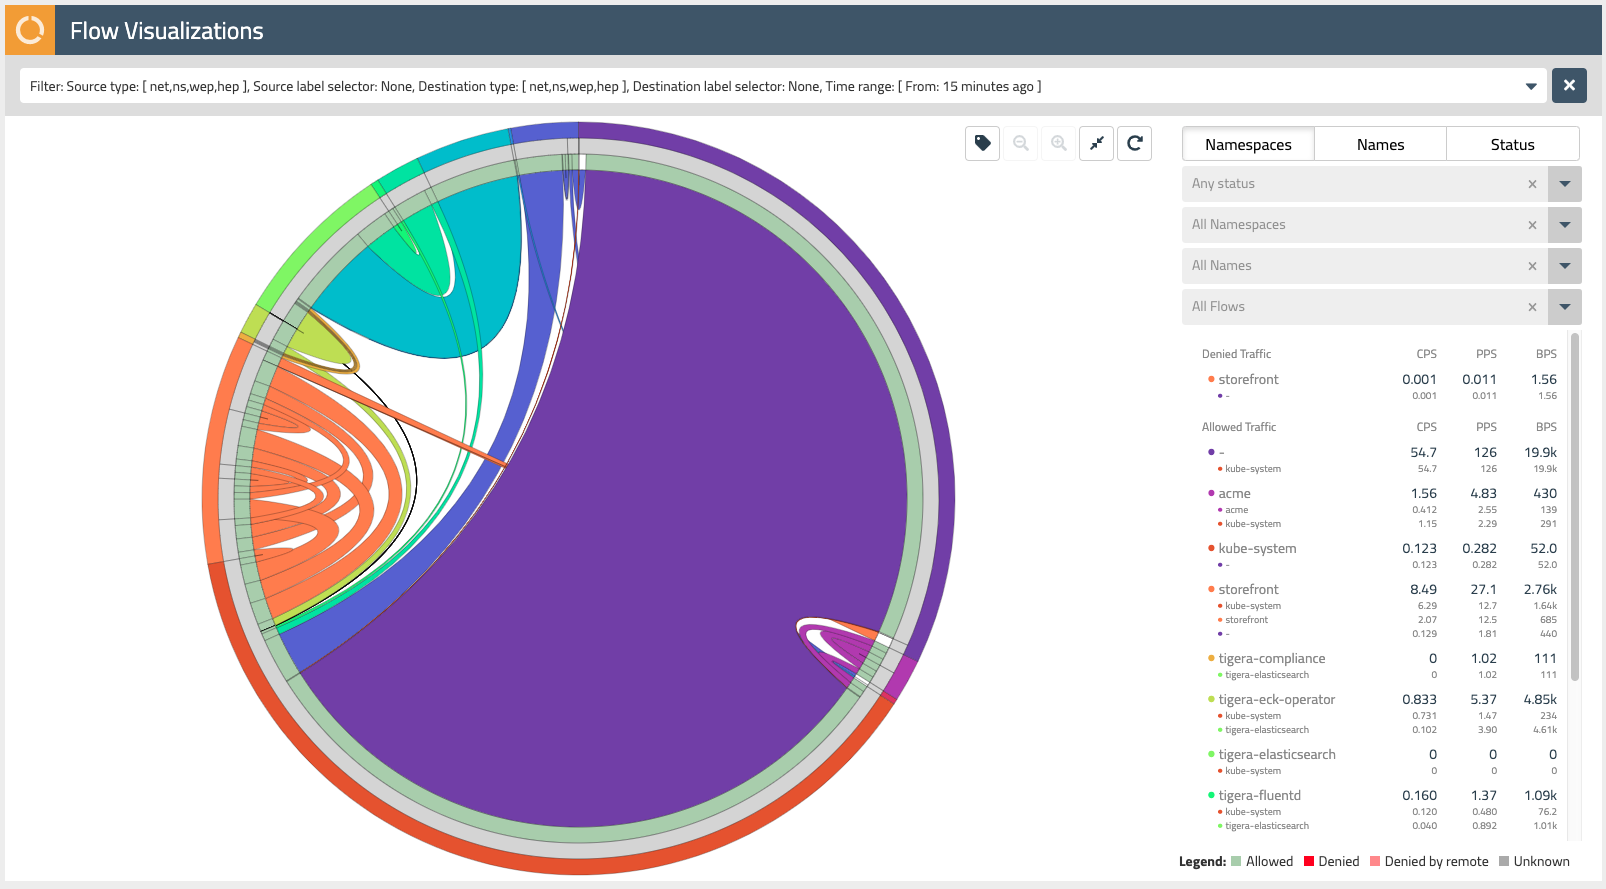 Flow Visualizations
Filter: Source type: [ net,ns,wep,hep ], Source label selector: None, Destination type: [ net,ns,wep,hep ], Destination label selector: None, Time range: [ From: 15 minutes ago ]
Namespaces Names Status
Any status
All Namespaces
All Names
All Flows
Denied Traffic CPS PPS BPS
storefront 0.001 0.011 1.56
- 0.001 0.011 1.56
Allowed Traffic CPS PPS BPS
- 54.7 126 19.9k
kube-system 54.7 126 19.9k
acme 1.56 4.83 430
acme 0.412 2.55 139
kube-system 1.15 2.29 291
kube-system 0.123 0.282 52.0
- 0.123 0.282 52.0
storefront 8.49 27.1 2.76k
kube-system 6.29 12.7 1.64k
storefront 2.07 12.5 685
- 0.129 1.81 440
tigera-compliance 0 1.02 111
tigera-elasticsearch 0 1.02 111
tigera-eck-operator 0.833 5.37 4.85k
kube-system 0.731 1.47 234
tigera-elasticsearch 0.102 3.90 4.61k
tigera-elasticsearch 0 0 0
kube-system 0 0 0
tigera-fluentd 0.160 1.37 1.09k
kube-system 0.120 0.480 76.2
tigera-elasticsearch 0.040 0.892 1.01k
Legend: Allowed Denied Denied by remote Unknown